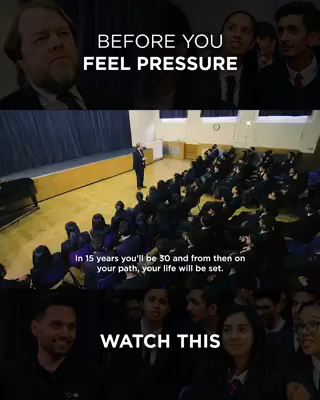 BEFORE YOU
FEEL PRESSURE
In 15 years you'll be 30 and from then on
your path, your life will be set.
WATCH THIS